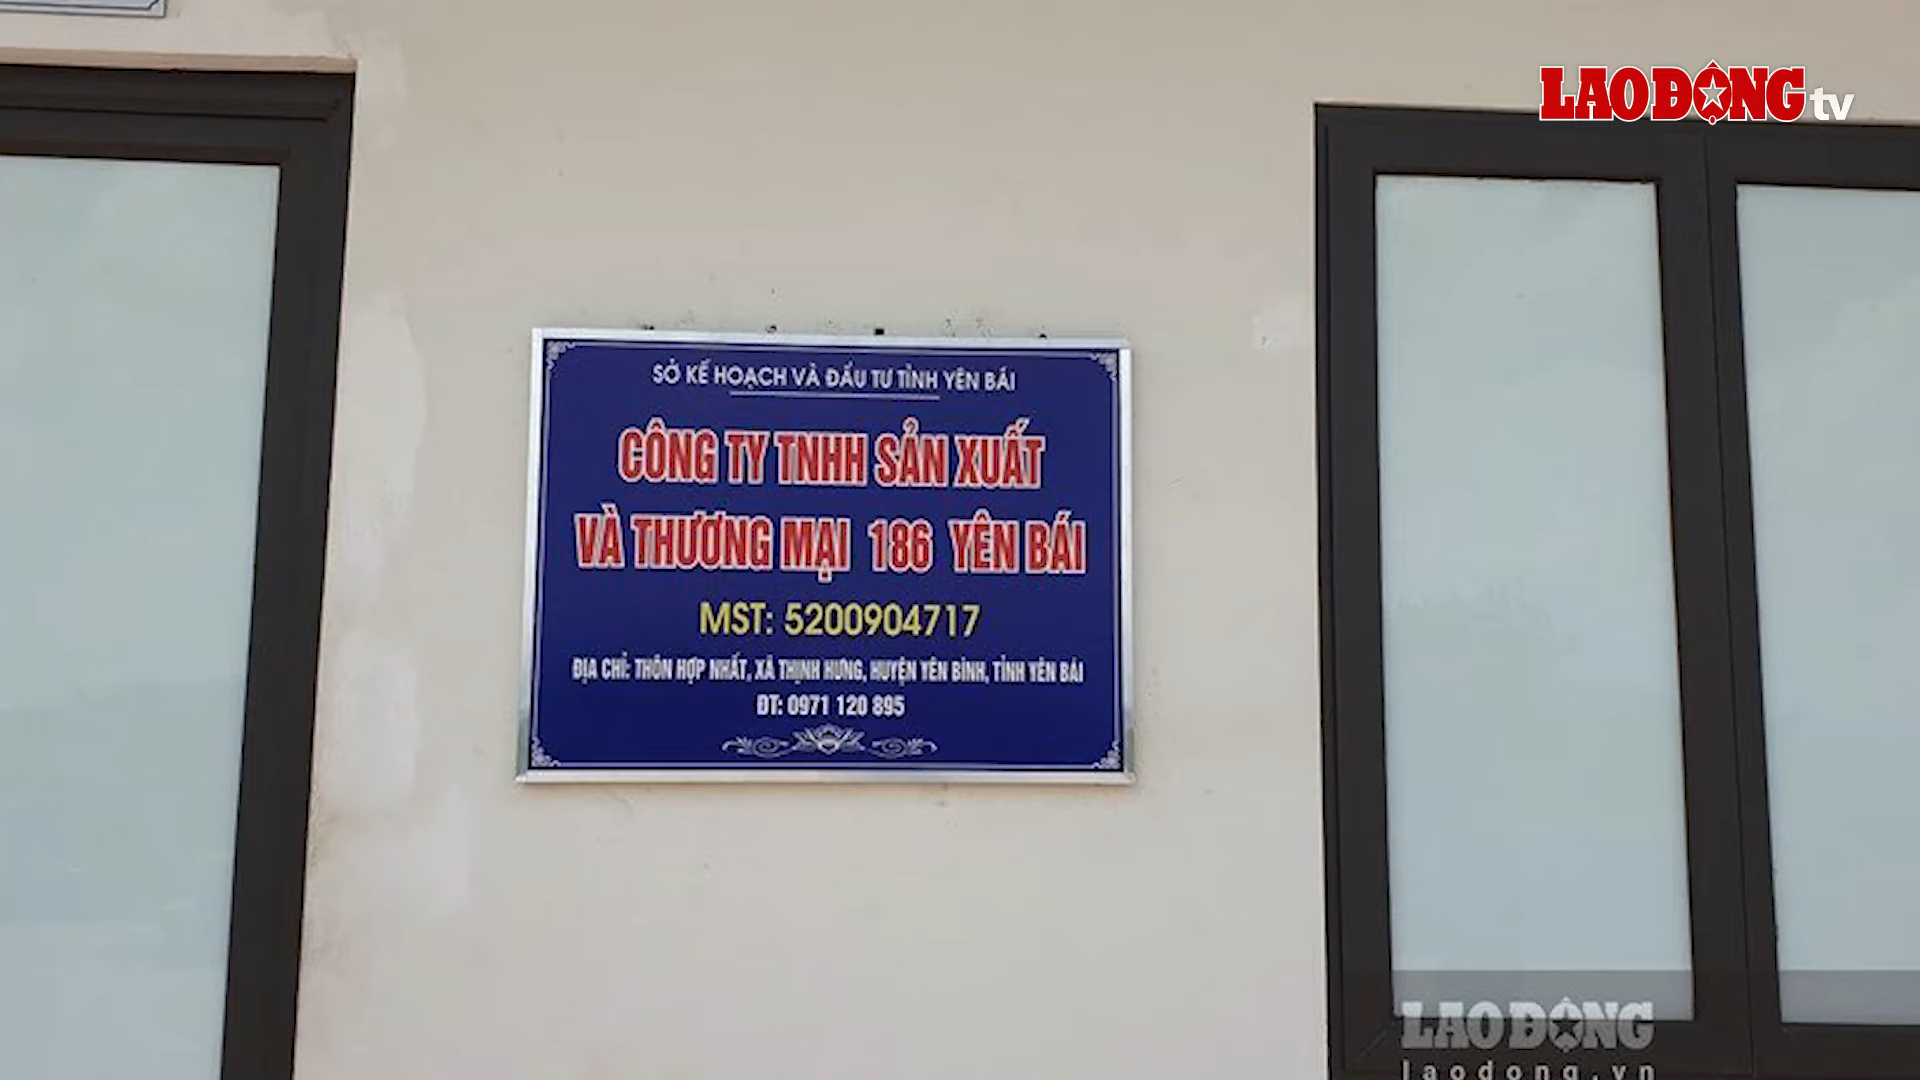 LAO ĐỘNG tv
SỞ KẾ HOẠCH VÀ ĐẦU TƯ TỈNH YÊN BÁI
CÔNG TY TNHH SẢN XUẤT
VÀ THƯƠNG MẠI 186 YÊN BÁI
MST: 5200904717
ĐỊA CHỈ: THÔN HỢP NHẤT, XÃ THỊNH HƯNG, HUYỆN YÊN BÌNH, TỈNH YÊN BÁI
ĐT: 0971 120 895
LAO ĐỘNG
laodong.vn